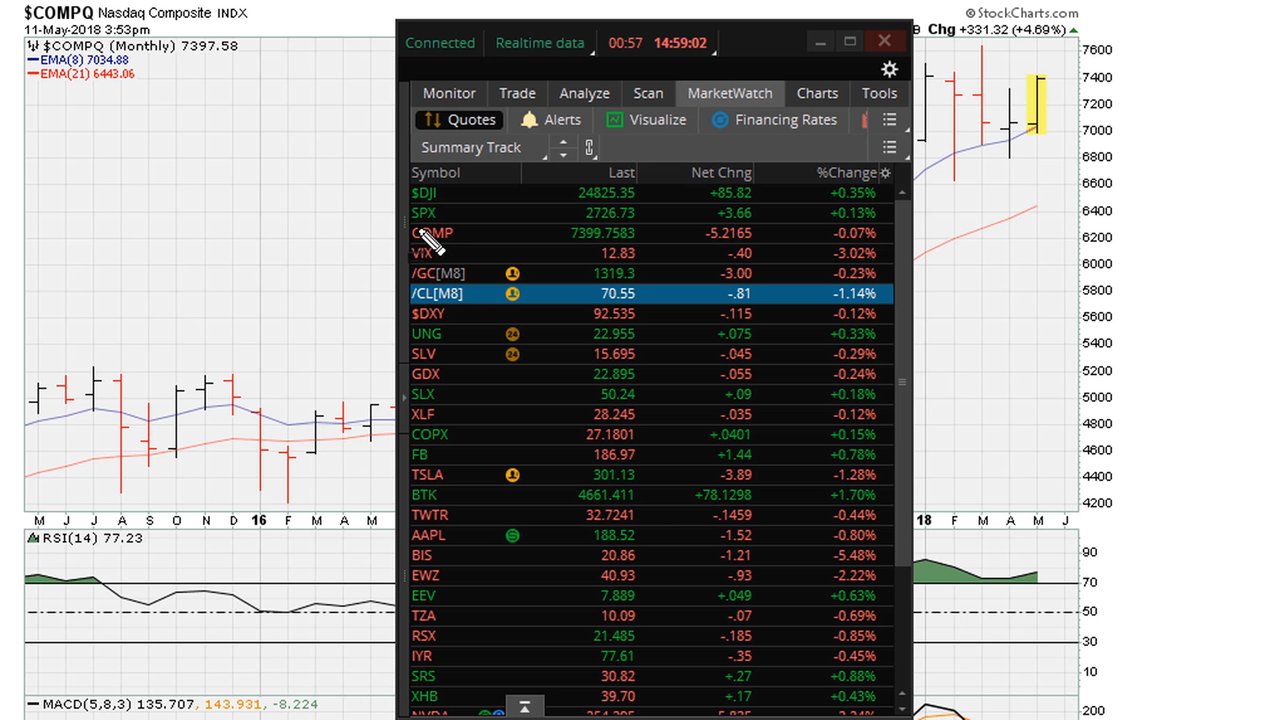 $COMPQ Nasdaq Composite INDX
© StockCharts.com
11-May-2018 3:53pm
Chg +331.32 (+4.69%)
$COMPQ (Monthly) 7397.58
EMA(8) 7034.88
EMA(21) 6443.06
Connected Realtime data 00:57 14:59:02
Monitor Trade Analyze Scan MarketWatch Charts Tools
Quotes Alerts Visualize Financing Rates
Summary Track
Symbol Last Net Chng %Change
$DJI 24825.35 +85.82 +0.35%
SPX 2726.73 +3.66 +0.13%
COMP 7399.7583 -5.2165 -0.07%
VIX 12.83 -.40 -3.02%
/GC[M8] 1319.3 -3.00 -0.23%
/CL[M8] 70.55 -.81 -1.14%
$DXY 92.535 -.115 -0.12%
UNG 24 22.955 +.075 +0.33%
SLV 24 15.695 -.045 -0.29%
GDX 22.895 -.055 -0.24%
SLX 50.24 +.09 +0.18%
XLF 28.245 -.035 -0.12%
COPX 27.1801 +.0401 +0.15%
FB 186.97 +1.44 +0.78%
TSLA 301.13 -3.89 -1.28%
BTK 4661.411 +78.1298 +1.70%
TWTR 32.7241 -.1459 -0.44%
AAPL 188.52 -1.52 -0.80%
BIS 20.86 -1.21 -5.48%
EWZ 40.93 -.93 -2.22%
EEV 7.889 +.049 +0.63%
TZA 10.09 -.07 -0.69%
RSX 21.485 -.185 -0.85%
IYR 77.61 -.35 -0.45%
SRS 30.82 +.27 +0.88%
XHB 39.70 +.17 +0.43%
7600
7400
7200
7000
6800
6600
6400
6200
6000
5800
5600
5400
5200
5000
4800
4600
4400
4200
M J J A S O N D 16 F M A M
18 F M A M J
RSI(14) 77.23
90
70
50
30
10
MACD(5,8,3) 135.707, 143.931, -8.224
200